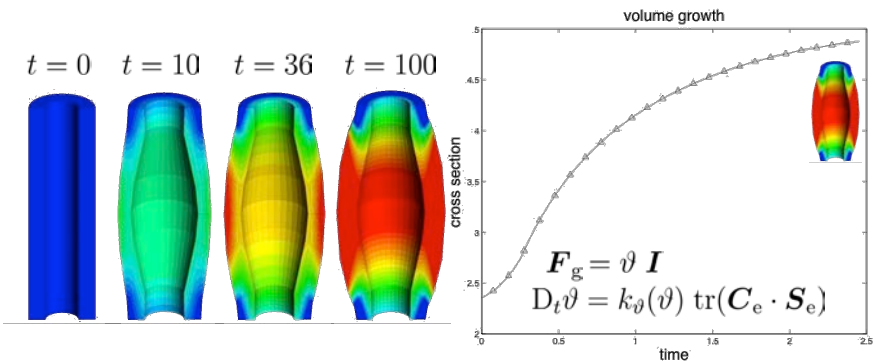 volume growth
t = 0
t = 10
t = 36
t = 100
cross section
.5
4.5
4
3.5
3
2.5
2
F_g = ϑ I
D_tϑ = k_ϑ(ϑ) tr(C_e · S_e)
0
0.5
1
1.5
2
2.5
time